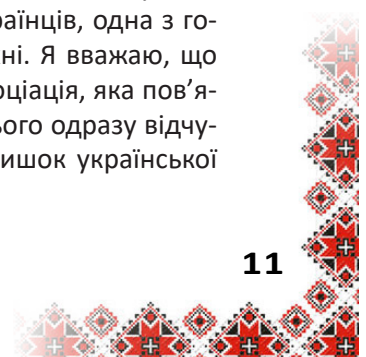 раїнців, одна з го-
ні. Я вважаю, що
оціація, яка пов’я-
ього одразу відчу-
ишок української
11